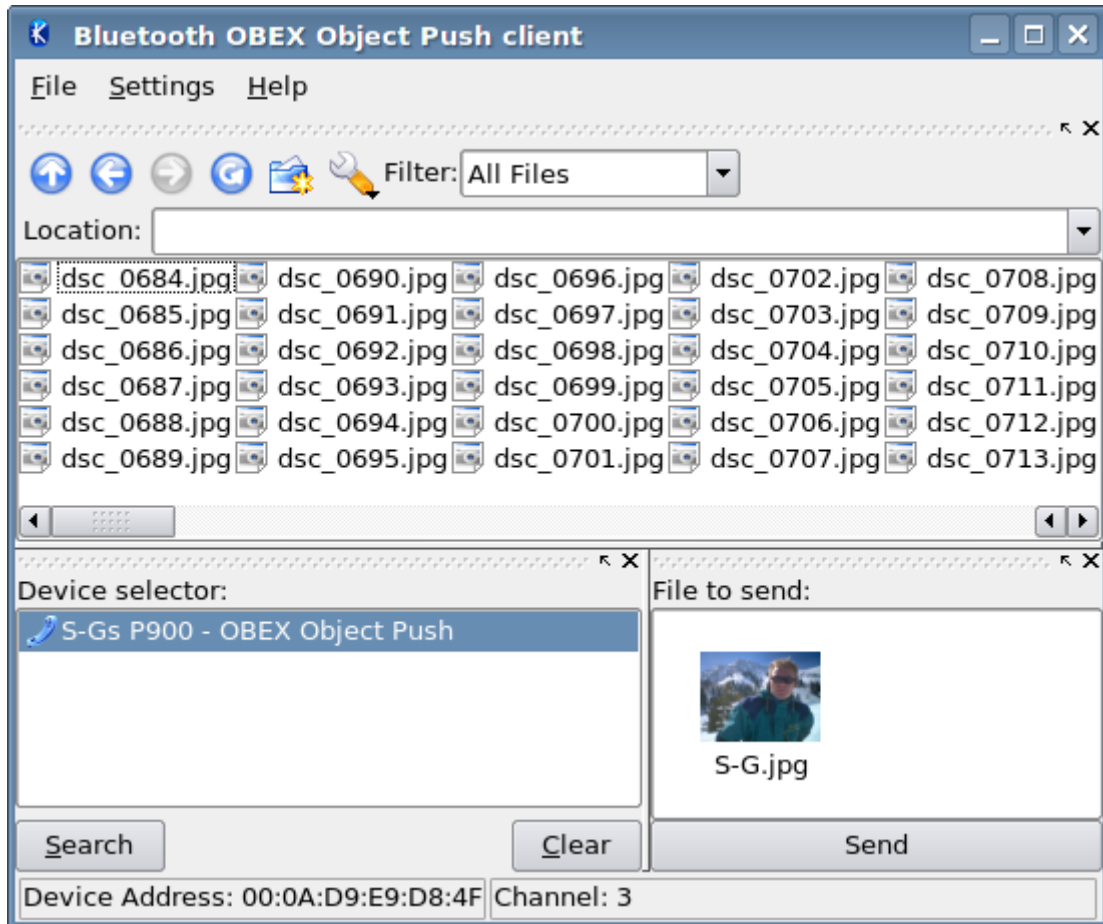 Bluetooth OBEX Object Push client
File Settings Help
Filter: All Files
Location:
dsc_0684.jpg dsc_0690.jpg dsc_0696.jpg dsc_0702.jpg dsc_0708.jpg
dsc_0685.jpg dsc_0691.jpg dsc_0697.jpg dsc_0703.jpg dsc_0709.jpg
dsc_0686.jpg dsc_0692.jpg dsc_0698.jpg dsc_0704.jpg dsc_0710.jpg
dsc_0687.jpg dsc_0693.jpg dsc_0699.jpg dsc_0705.jpg dsc_0711.jpg
dsc_0688.jpg dsc_0694.jpg dsc_0700.jpg dsc_0706.jpg dsc_0712.jpg
dsc_0689.jpg dsc_0695.jpg dsc_0701.jpg dsc_0707.jpg dsc_0713.jpg
Device selector:
S-Gs P900 - OBEX Object Push
Search Clear
File to send:
S-G.jpg
Send
Device Address: 00:0A:D9:E9:D8:4F Channel: 3